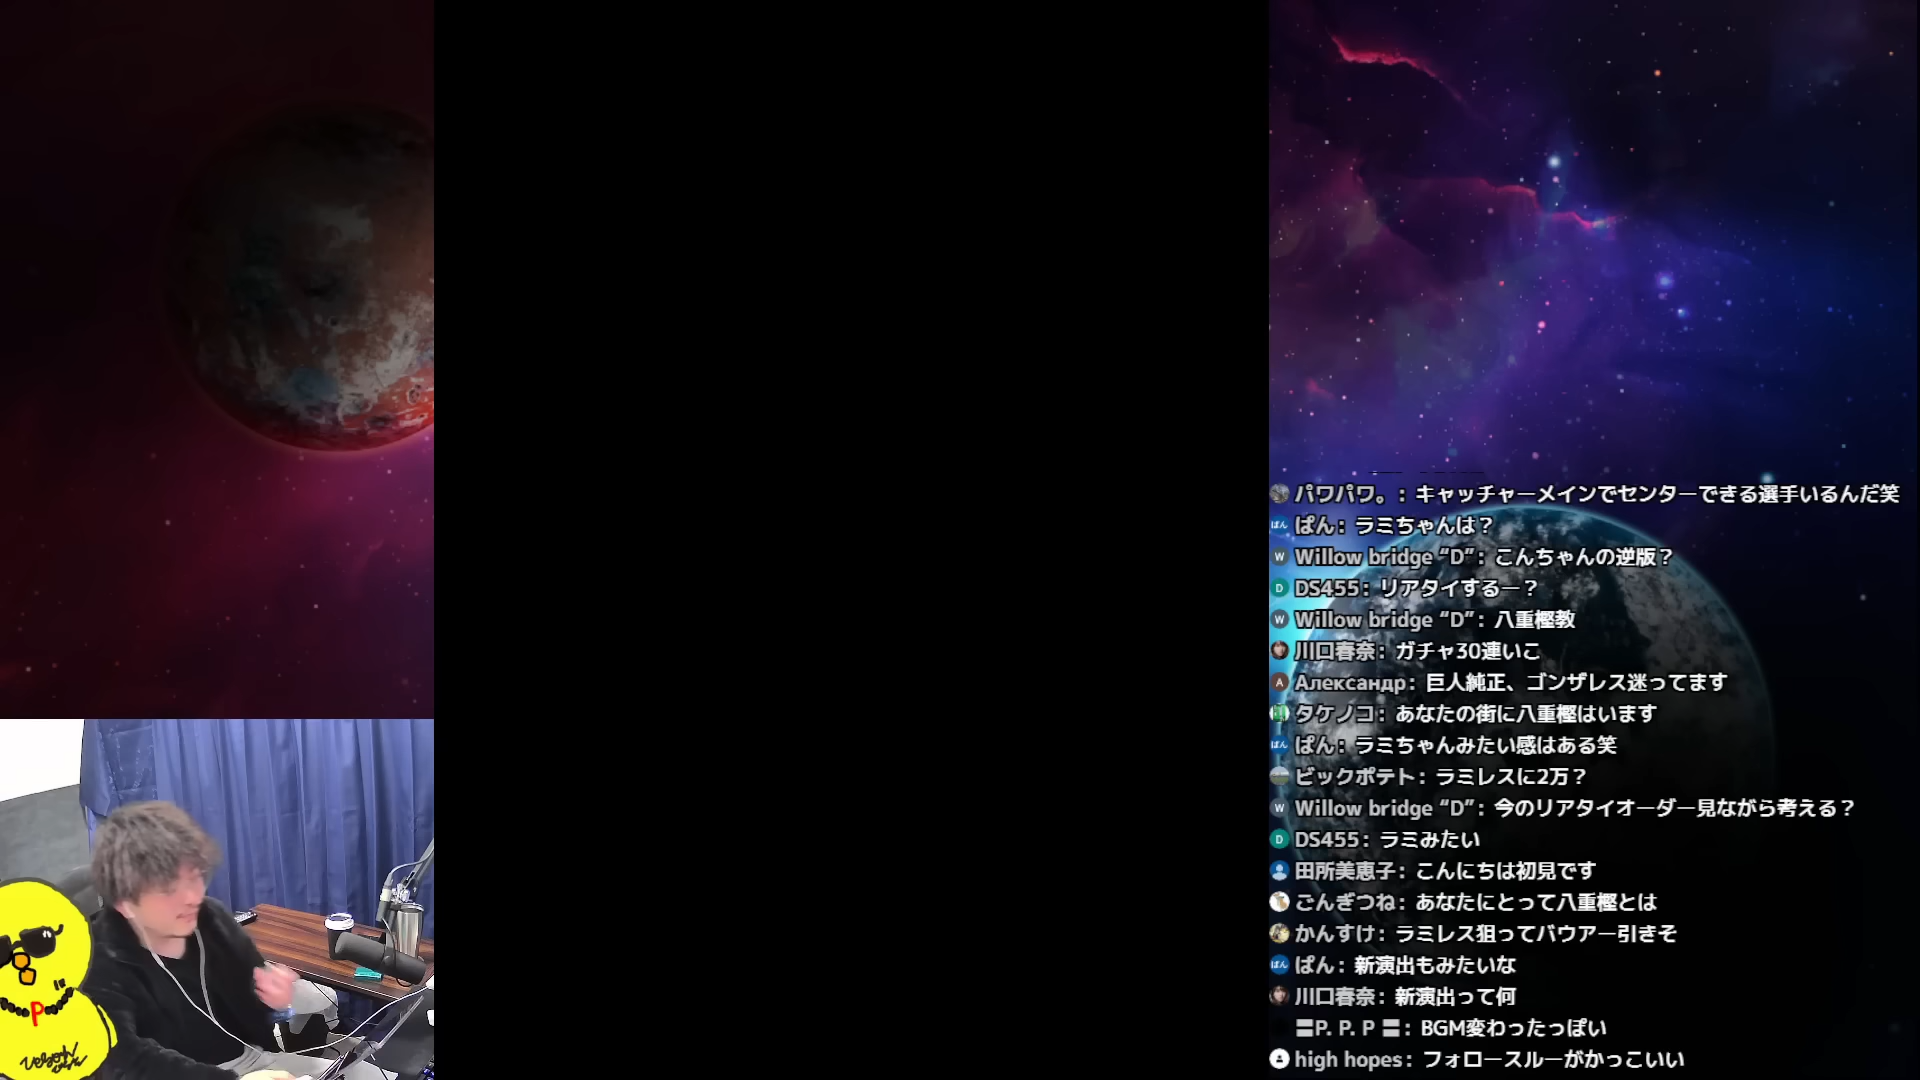 パワパワ。: キャッチャーメインでセンターできる選手いるんだ笑
ぱん ぱん: ラミちゃんは？
W Willow bridge “D”: こんちゃんの逆版？
D DS455: リアタイするー？
W Willow bridge “D”: 八重樫教
川口春奈: ガチャ30連いこ
A Александр: 巨人純正、ゴンザレス迷ってます
タケノコ: あなたの街に八重樫はいます
ぱん ぱん: ラミちゃんみたい感はある笑
ビックポテト: ラミレスに2万？
W Willow bridge “D”: 今のリアタイオーダー見ながら考える？
D DS455: ラミみたい
田所美恵子: こんにちは初見です
ごんぎつね: あなたにとって八重樫とは
かんすけ: ラミレス狙ってバウアー引きそ
ぱん ぱん: 新演出もみたいな
川口春奈: 新演出って何
〓P. P. P 〓: BGM変わったっぽい
high hopes: フォロースルーがかっこいい
P